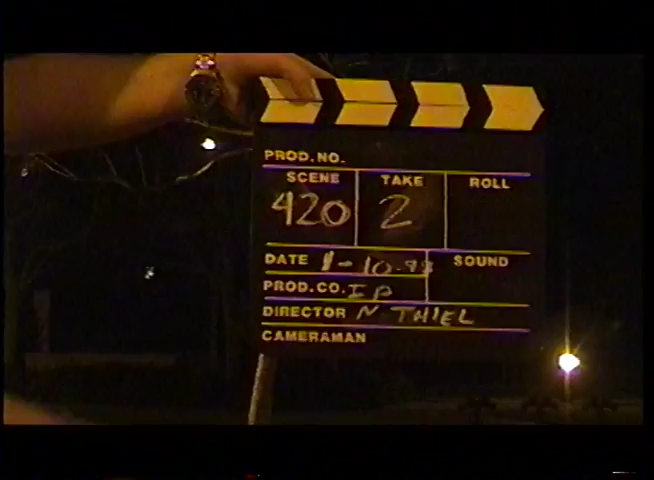 PROD.NO.
SCENE TAKE ROLL
420 2
DATE 1-10-98 SOUND
PROD.CO. IP
DIRECTOR N THIEL
CAMERAMAN